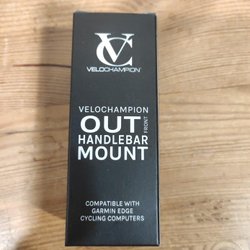 VC
VELOCHAMPION
VELOCHAMPION
OUT FRONT
HANDLEBAR
MOUNT
COMPATIBLE WITH
GARMIN EDGE
CYCLING COMPUTERS